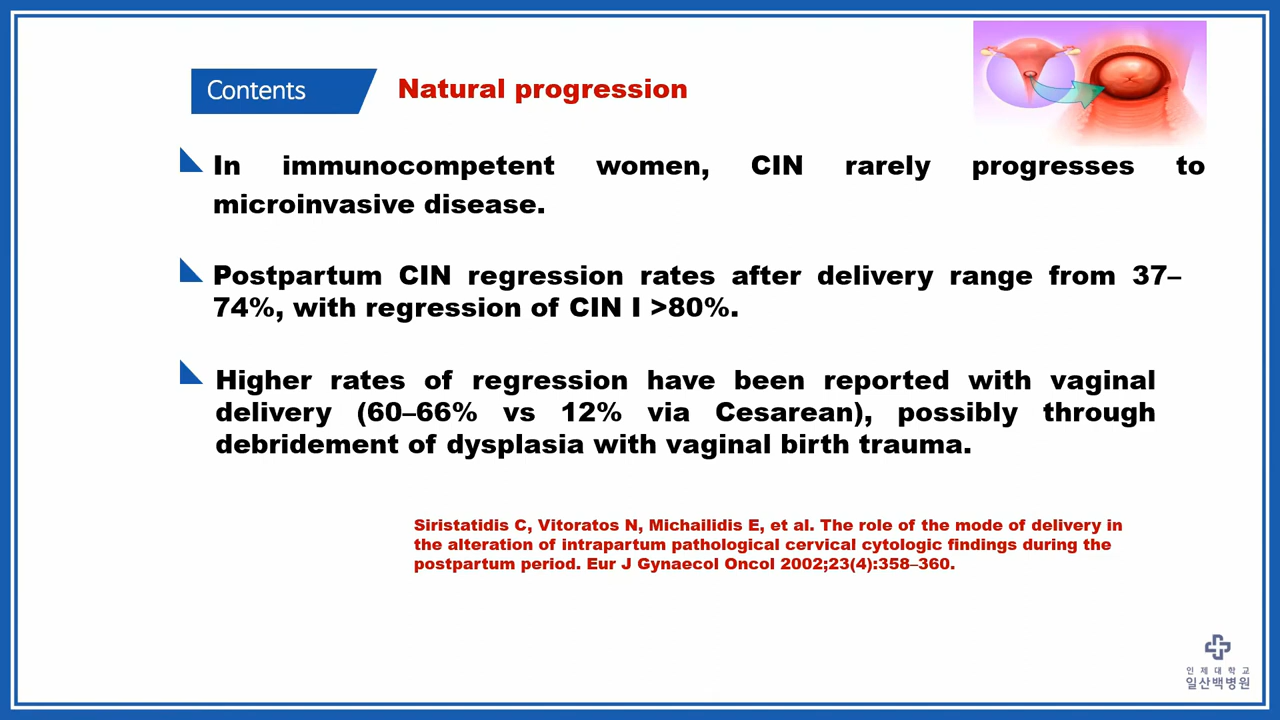 Contents
Natural progression
In immunocompetent women, CIN rarely progresses to
microinvasive disease.
Postpartum CIN regression rates after delivery range from 37–
74%, with regression of CIN I >80%.
Higher rates of regression have been reported with vaginal
delivery (60–66% vs 12% via Cesarean), possibly through
debridement of dysplasia with vaginal birth trauma.
Siristatidis C, Vitoratos N, Michailidis E, et al. The role of the mode of delivery in
the alteration of intrapartum pathological cervical cytologic findings during the
postpartum period. Eur J Gynaecol Oncol 2002;23(4):358–360.
인제대학교
일산백병원